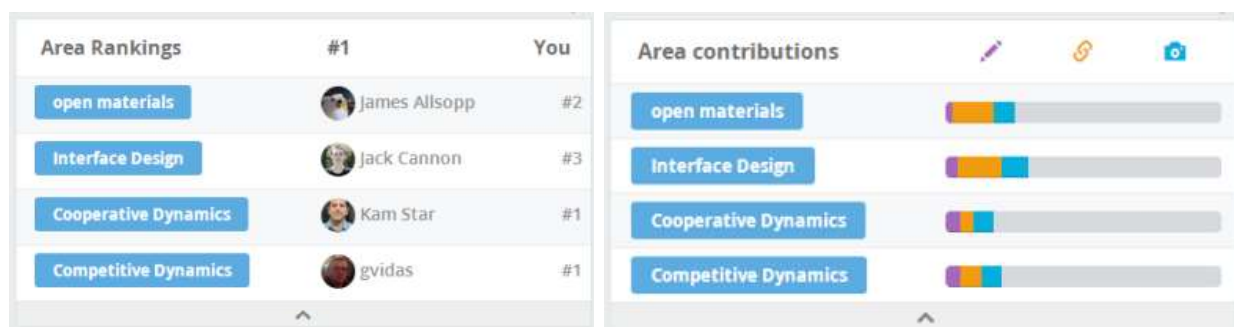 Area Rankings #1 You
open materials James Allsopp #2
Interface Design Jack Cannon #3
Cooperative Dynamics Kam Star #1
Competitive Dynamics gvidas #1
Area contributions
open materials
Interface Design
Cooperative Dynamics
Competitive Dynamics